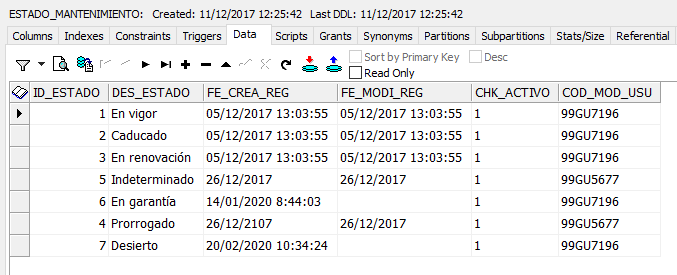 ESTADO_MANTENIMIENTO: Created: 11/12/2017 12:25:42 Last DDL: 11/12/2017 12:25:42
Columns Indexes Constraints Triggers Data Scripts Grants Synonyms Partitions Subpartitions Stats/Size Referential
Sort by Primary Key Desc
Read Only
ID_ESTADO DES_ESTADO FE_CREA_REG FE_MODI_REG CHK_ACTIVO COD_MOD_USU
1 En vigor 05/12/2017 13:03:55 05/12/2017 13:03:55 1 99GU7196
2 Caducado 05/12/2017 13:03:55 05/12/2017 13:03:55 1 99GU7196
3 En renovación 05/12/2017 13:03:55 05/12/2017 13:03:55 1 99GU7196
5 Indeterminado 26/12/2017 26/12/2017 1 99GU5677
6 En garantía 14/01/2020 8:44:03 1 99GU7196
4 Prorrogado 26/12/2107 26/12/2017 1 99GU5677
7 Desierto 20/02/2020 10:34:24 1 99GU7196